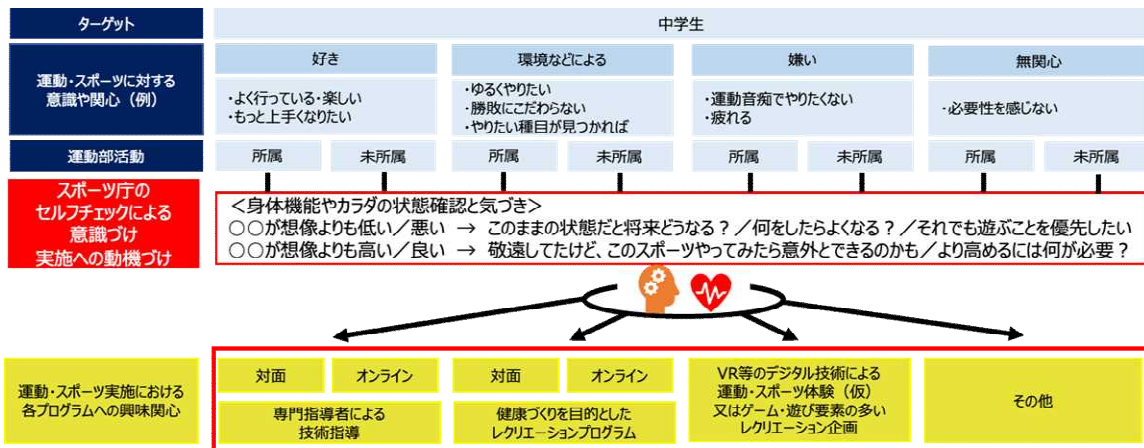 ターゲット
中学生
運動・スポーツに対する
意識や関心（例）
好き
環境などによる
嫌い
無関心
・よく行っている・楽しい
・もっと上手くなりたい
・ゆるくやりたい
・勝敗にこだわらない
・やりたい種目が見つかれば
・運動音痴でやりたくない
・疲れる
・必要性を感じない
運動部活動
所属
未所属
所属
未所属
所属
未所属
所属
未所属
スポーツ庁の
セルフチェックによる
意識づけ
実施への動機づけ
＜身体機能やカラダの状態確認と気づき＞
○○が想像よりも低い／悪い → このままの状態だと将来どうなる？／何をしたらよくなる？／それでも遊ぶことを優先したい
○○が想像よりも高い／良い → 敬遠してたけど、このスポーツやってみたら意外とできるのかも／より高めるには何が必要？
運動・スポーツ実施における
各プログラムへの興味関心
対面
オンライン
専門指導者による
技術指導
対面
オンライン
健康づくりを目的とした
レクリエーションプログラム
VR等のデジタル技術による
運動・スポーツ体験（仮）
又はゲーム・遊び要素の多い
レクリエーション企画
その他